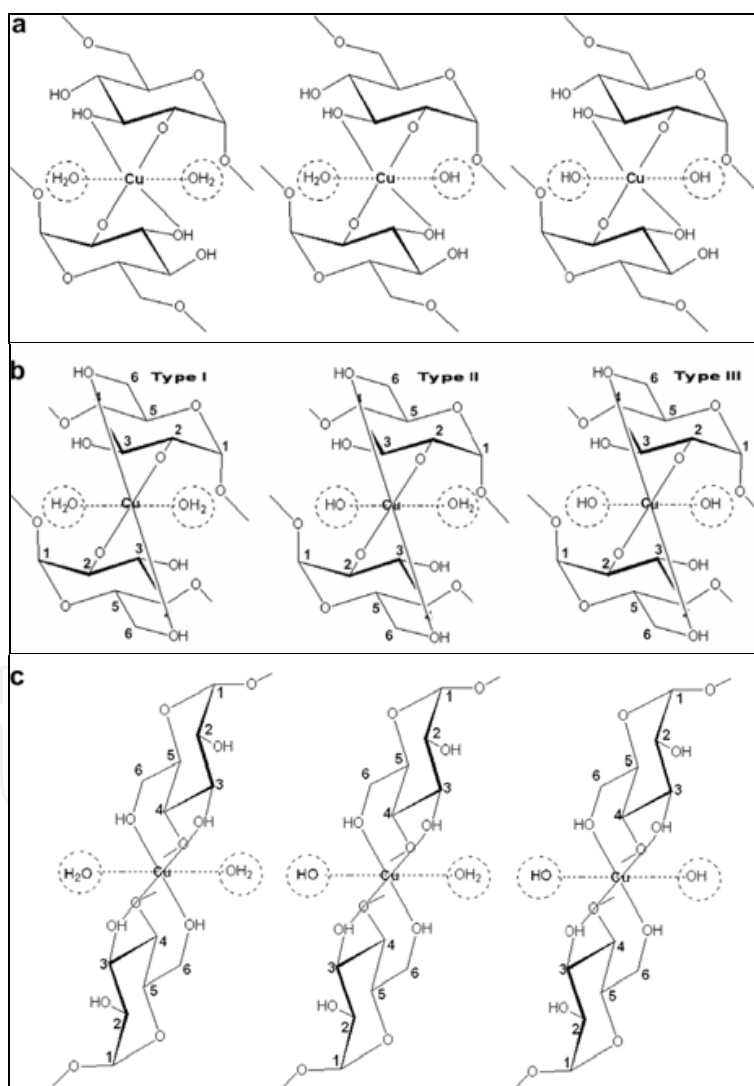 a
O O O
O O O
HO HO HO
HO O HO O HO O
O O O
H₂O Cu OH₂ H₂O Cu OH HO Cu OH
O O O
O OH O OH O OH
OH OH OH
O O O
O O O
b
HO 6 Type I HO 6 Type II HO 6 Type III
O 4 5 O O 4 5 O O 4 5 O
HO 3 2 1 HO 3 2 1 HO 3 2 1
O O O
O O O
H₂O Cu OH₂ HO Cu OH₂ HO Cu OH
O O O
1 2 O 3 OH 1 2 O 3 OH 1 2 O 3 OH
O 5 O O 5 O O 5 O
6 OH 6 OH 6 OH
c
1 O 1 O 1 O
O 2 OH O 2 OH O 2 OH
6 5 3 6 5 3 6 5 3
4 4 4
HO OH HO OH HO OH
O O O
H₂O Cu OH₂ HO Cu OH₂ HO Cu OH
O O O
OH OH OH OH OH OH
3 4 6 3 4 6 3 4 6
5 5 5
HO 2 HO 2 HO 2
O O O
O 1 O 1 O 1